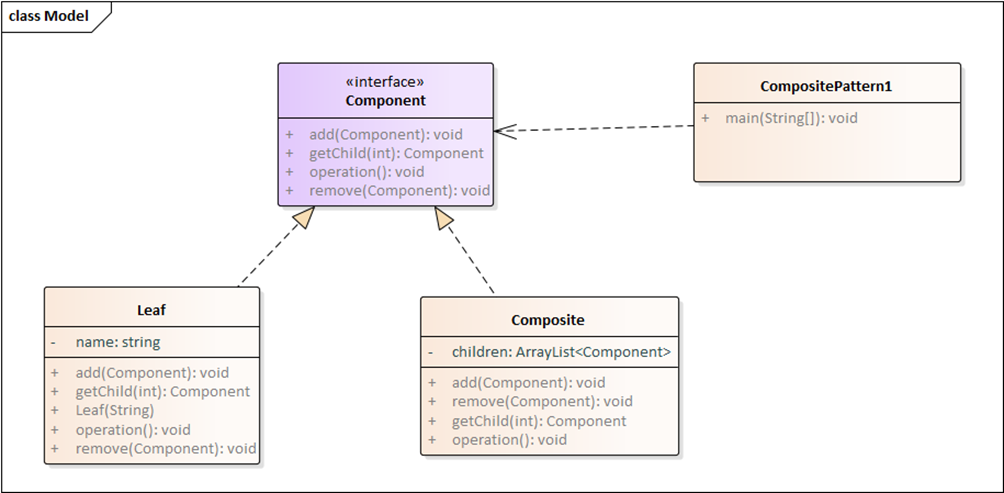 class Model
«interface»
Component
+ add(Component): void
+ getChild(int): Component
+ operation(): void
+ remove(Component): void
CompositePattern1
+ main(String[]): void
Leaf
- name: string
+ add(Component): void
+ getChild(int): Component
+ Leaf(String)
+ operation(): void
+ remove(Component): void
Composite
- children: ArrayList<Component>
+ add(Component): void
+ remove(Component): void
+ getChild(int): Component
+ operation(): void